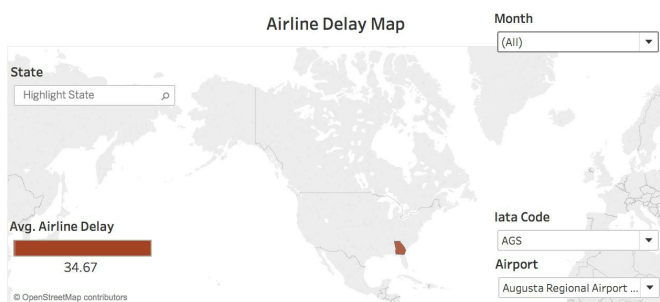 Airline Delay Map
Month
(All)
State
Highlight State
Avg. Airline Delay
34.67
Iata Code
AGS
Airport
Augusta Regional Airport ...
© OpenStreetMap contributors